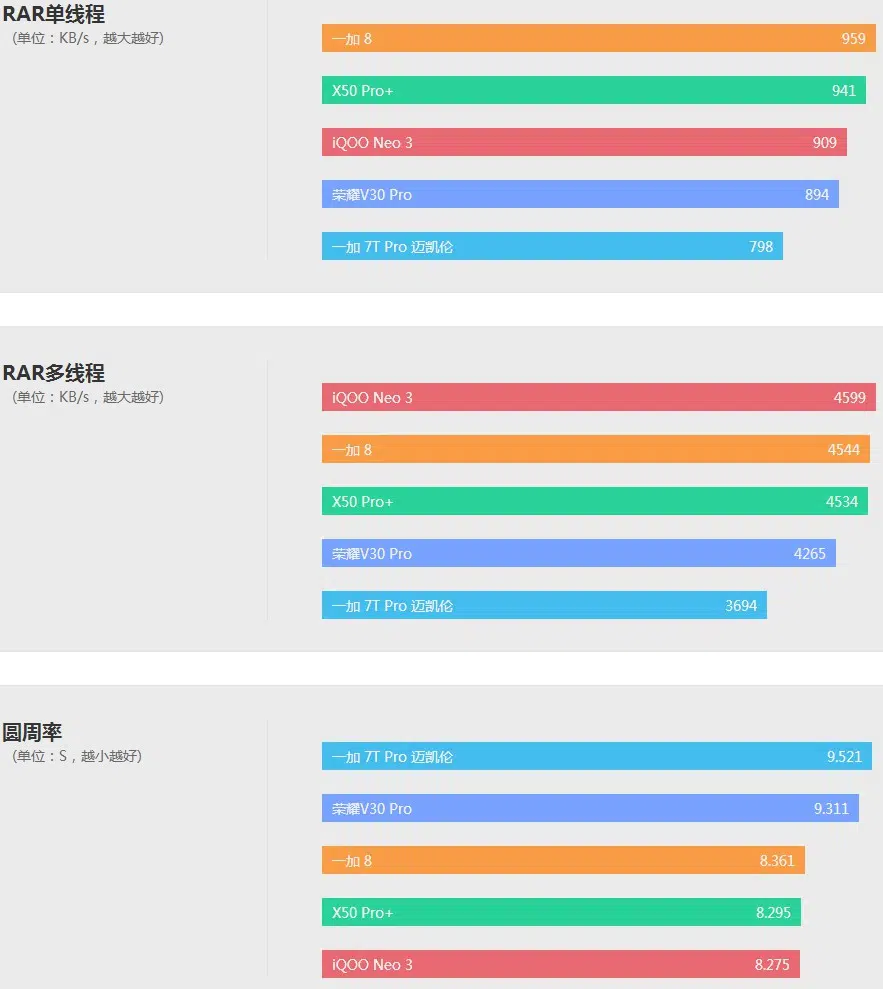 RAR单线程
(单位：KB/s，越大越好)
一加 8 959
X50 Pro+ 941
iQOO Neo 3 909
荣耀V30 Pro 894
一加 7T Pro 迈凯伦 798
RAR多线程
(单位：KB/s，越大越好)
iQOO Neo 3 4599
一加 8 4544
X50 Pro+ 4534
荣耀V30 Pro 4265
一加 7T Pro 迈凯伦 3694
圆周率
(单位：S，越小越好)
一加 7T Pro 迈凯伦 9.521
荣耀V30 Pro 9.311
一加 8 8.361
X50 Pro+ 8.295
iQOO Neo 3 8.275